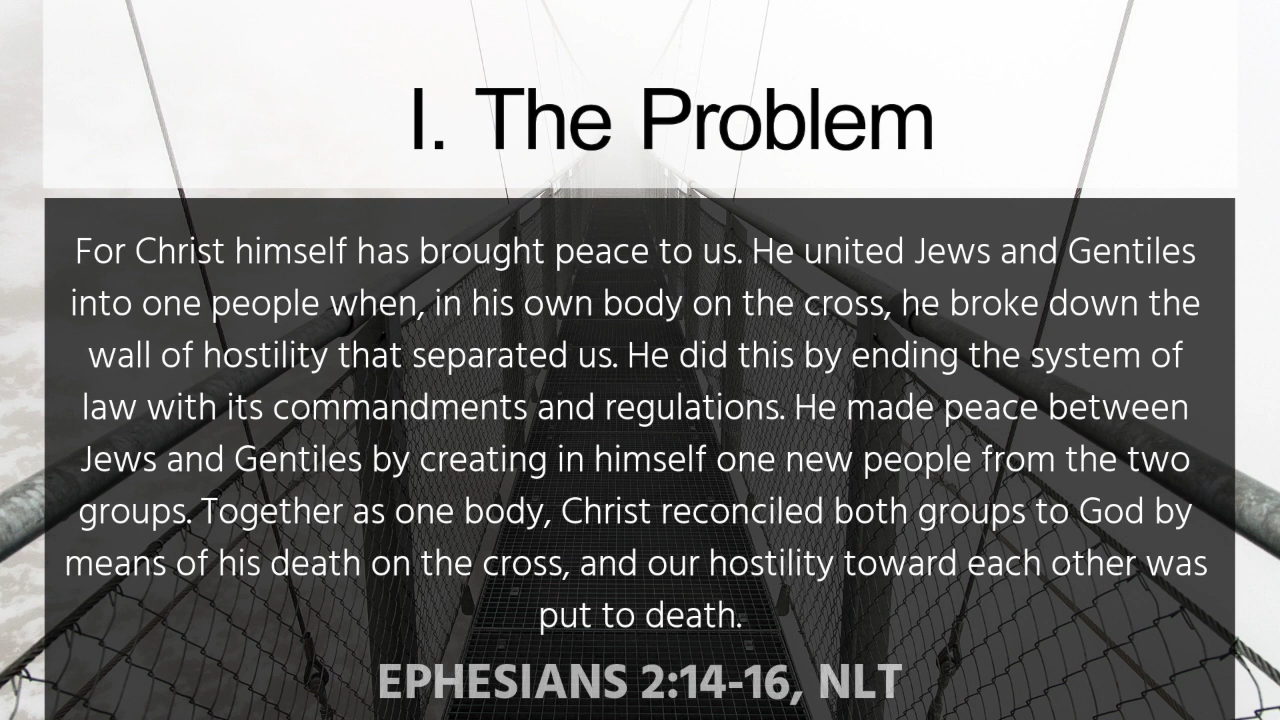 I. The Problem
For Christ himself has brought peace to us. He united Jews and Gentiles
into one people when, in his own body on the cross, he broke down the
wall of hostility that separated us. He did this by ending the system of
law with its commandments and regulations. He made peace between
Jews and Gentiles by creating in himself one new people from the two
groups. Together as one body, Christ reconciled both groups to God by
means of his death on the cross, and our hostility toward each other was
put to death.
EPHESIANS 2:14-16, NLT